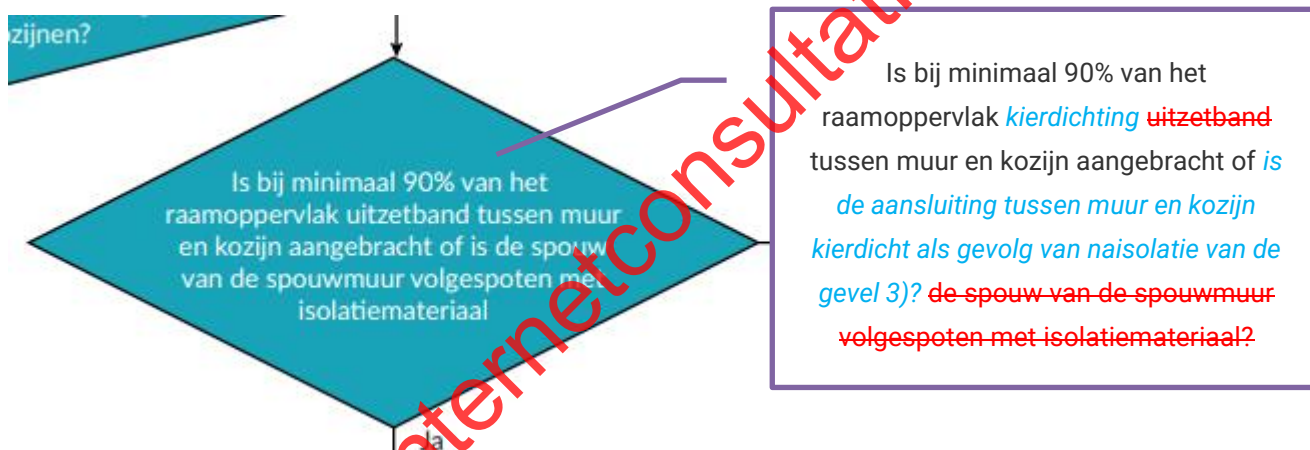 zijnen?
Is bij minimaal 90% van het
raamoppervlak uitzetband tussen muur
en kozijn aangebracht of is de spouw
van de spouwmuur volgespoten met
isolatiemateriaal
Ja
Is bij minimaal 90% van het
raamoppervlak kierdichting uitzetband
tussen muur en kozijn aangebracht of is
de aansluiting tussen muur en kozijn
kierdicht als gevolg van naisolatie van de
gevel 3)? de spouw van de spouwmuur
volgespoten met isolatiemateriaal?
ternetconsultati